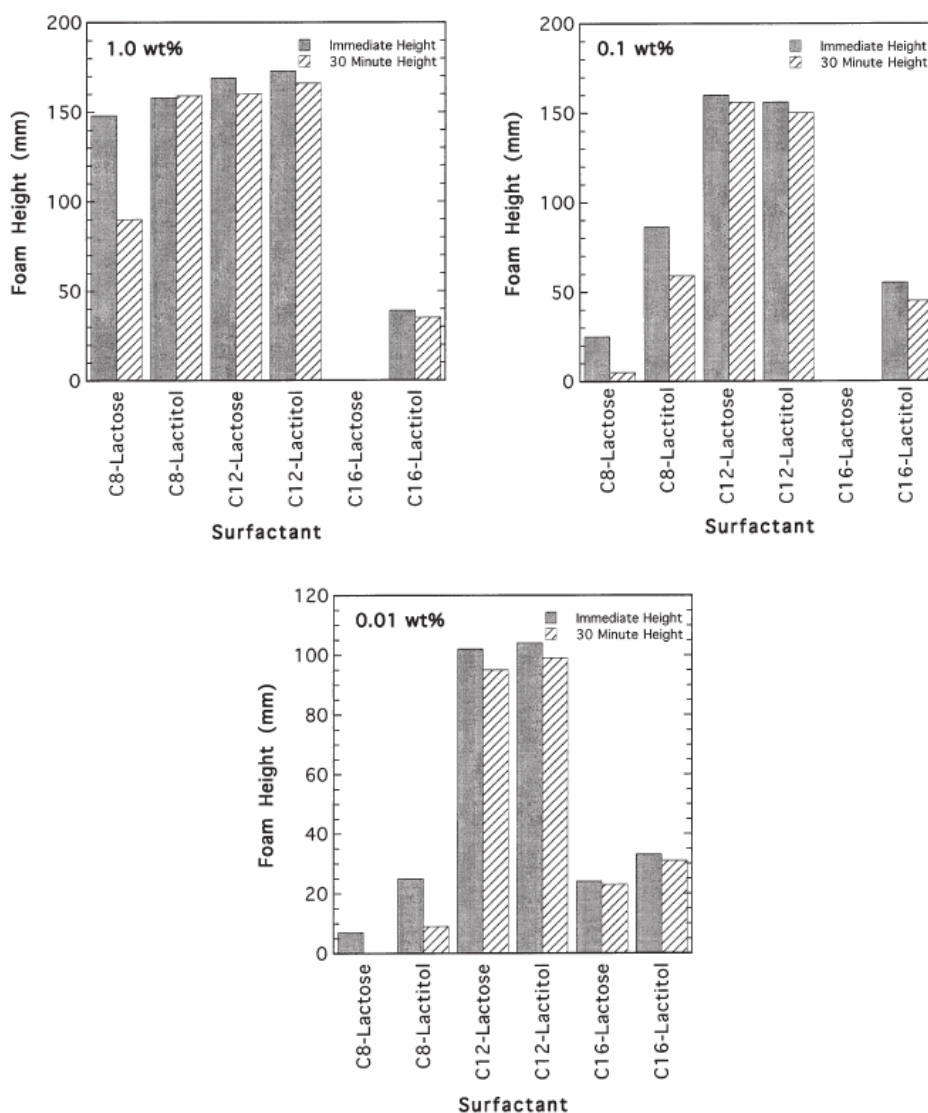 1.0 wt%
Immediate Height
30 Minute Height
200
150
100
50
0
Foam Height (mm)
C8-Lactose
C8-Lactitol
C12-Lactose
C12-Lactitol
C16-Lactose
C16-Lactitol
Surfactant
0.1 wt%
Immediate Height
30 Minute Height
200
150
100
50
0
Foam Height (mm)
C8-Lactose
C8-Lactitol
C12-Lactose
C12-Lactitol
C16-Lactose
C16-Lactitol
Surfactant
0.01 wt%
Immediate Height
30 Minute Height
120
100
80
60
40
20
0
Foam Height (mm)
C8-Lactose
C8-Lactitol
C12-Lactose
C12-Lactitol
C16-Lactose
C16-Lactitol
Surfactant